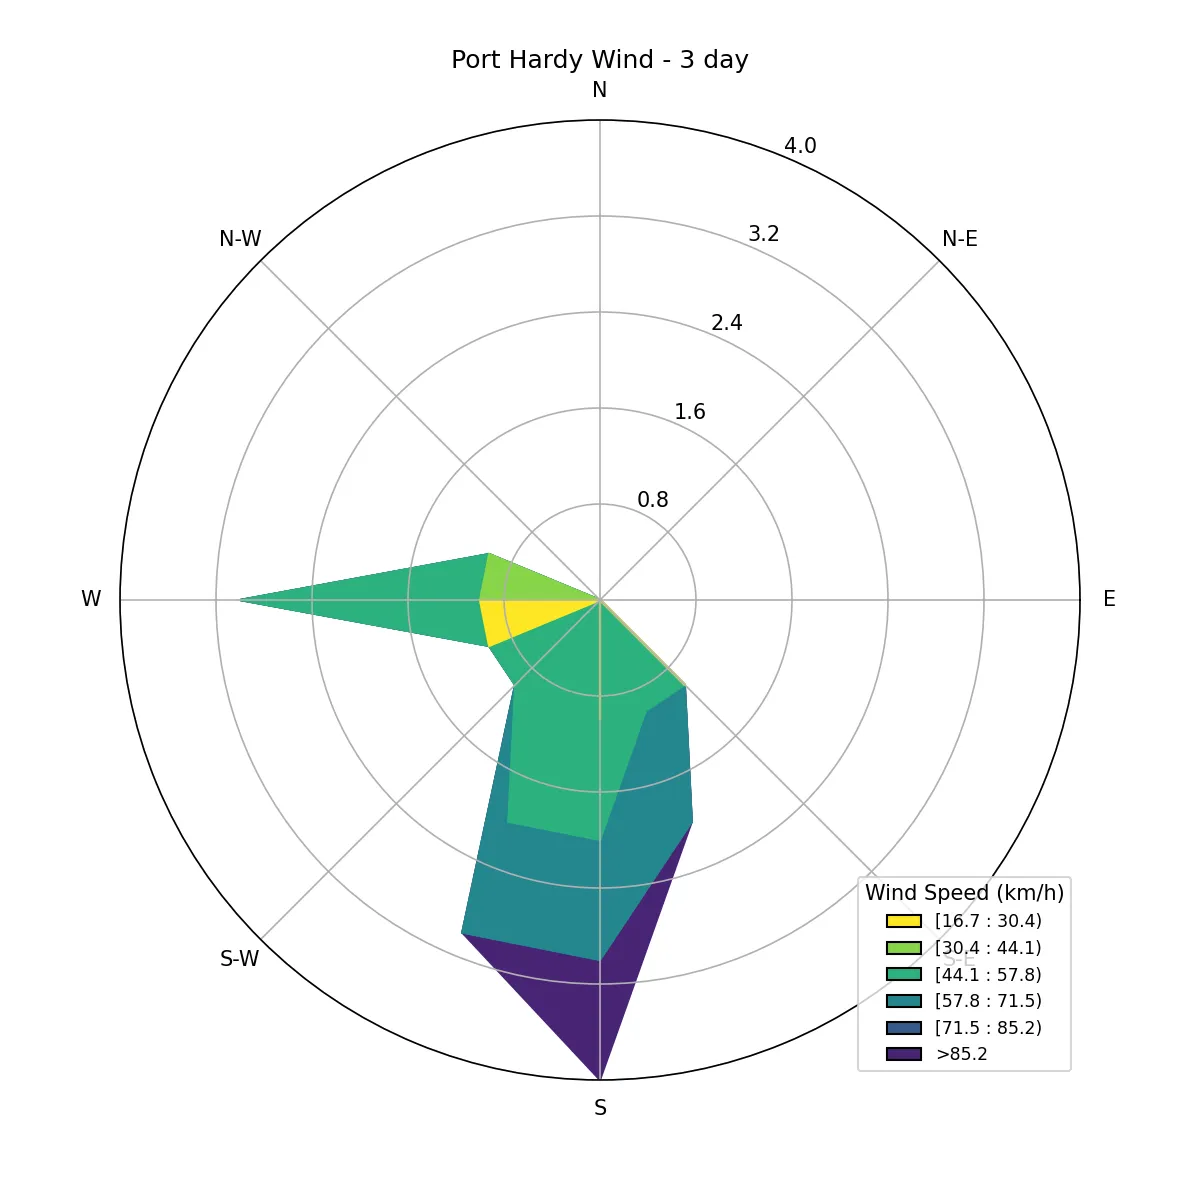 Port Hardy Wind - 3 day
N
4.0
N-W
N-E
3.2
2.4
1.6
0.8
W
E
S-W
S-E
S
Wind Speed (km/h)
[16.7 : 30.4)
[30.4 : 44.1)
[44.1 : 57.8)
[57.8 : 71.5)
[71.5 : 85.2)
>85.2